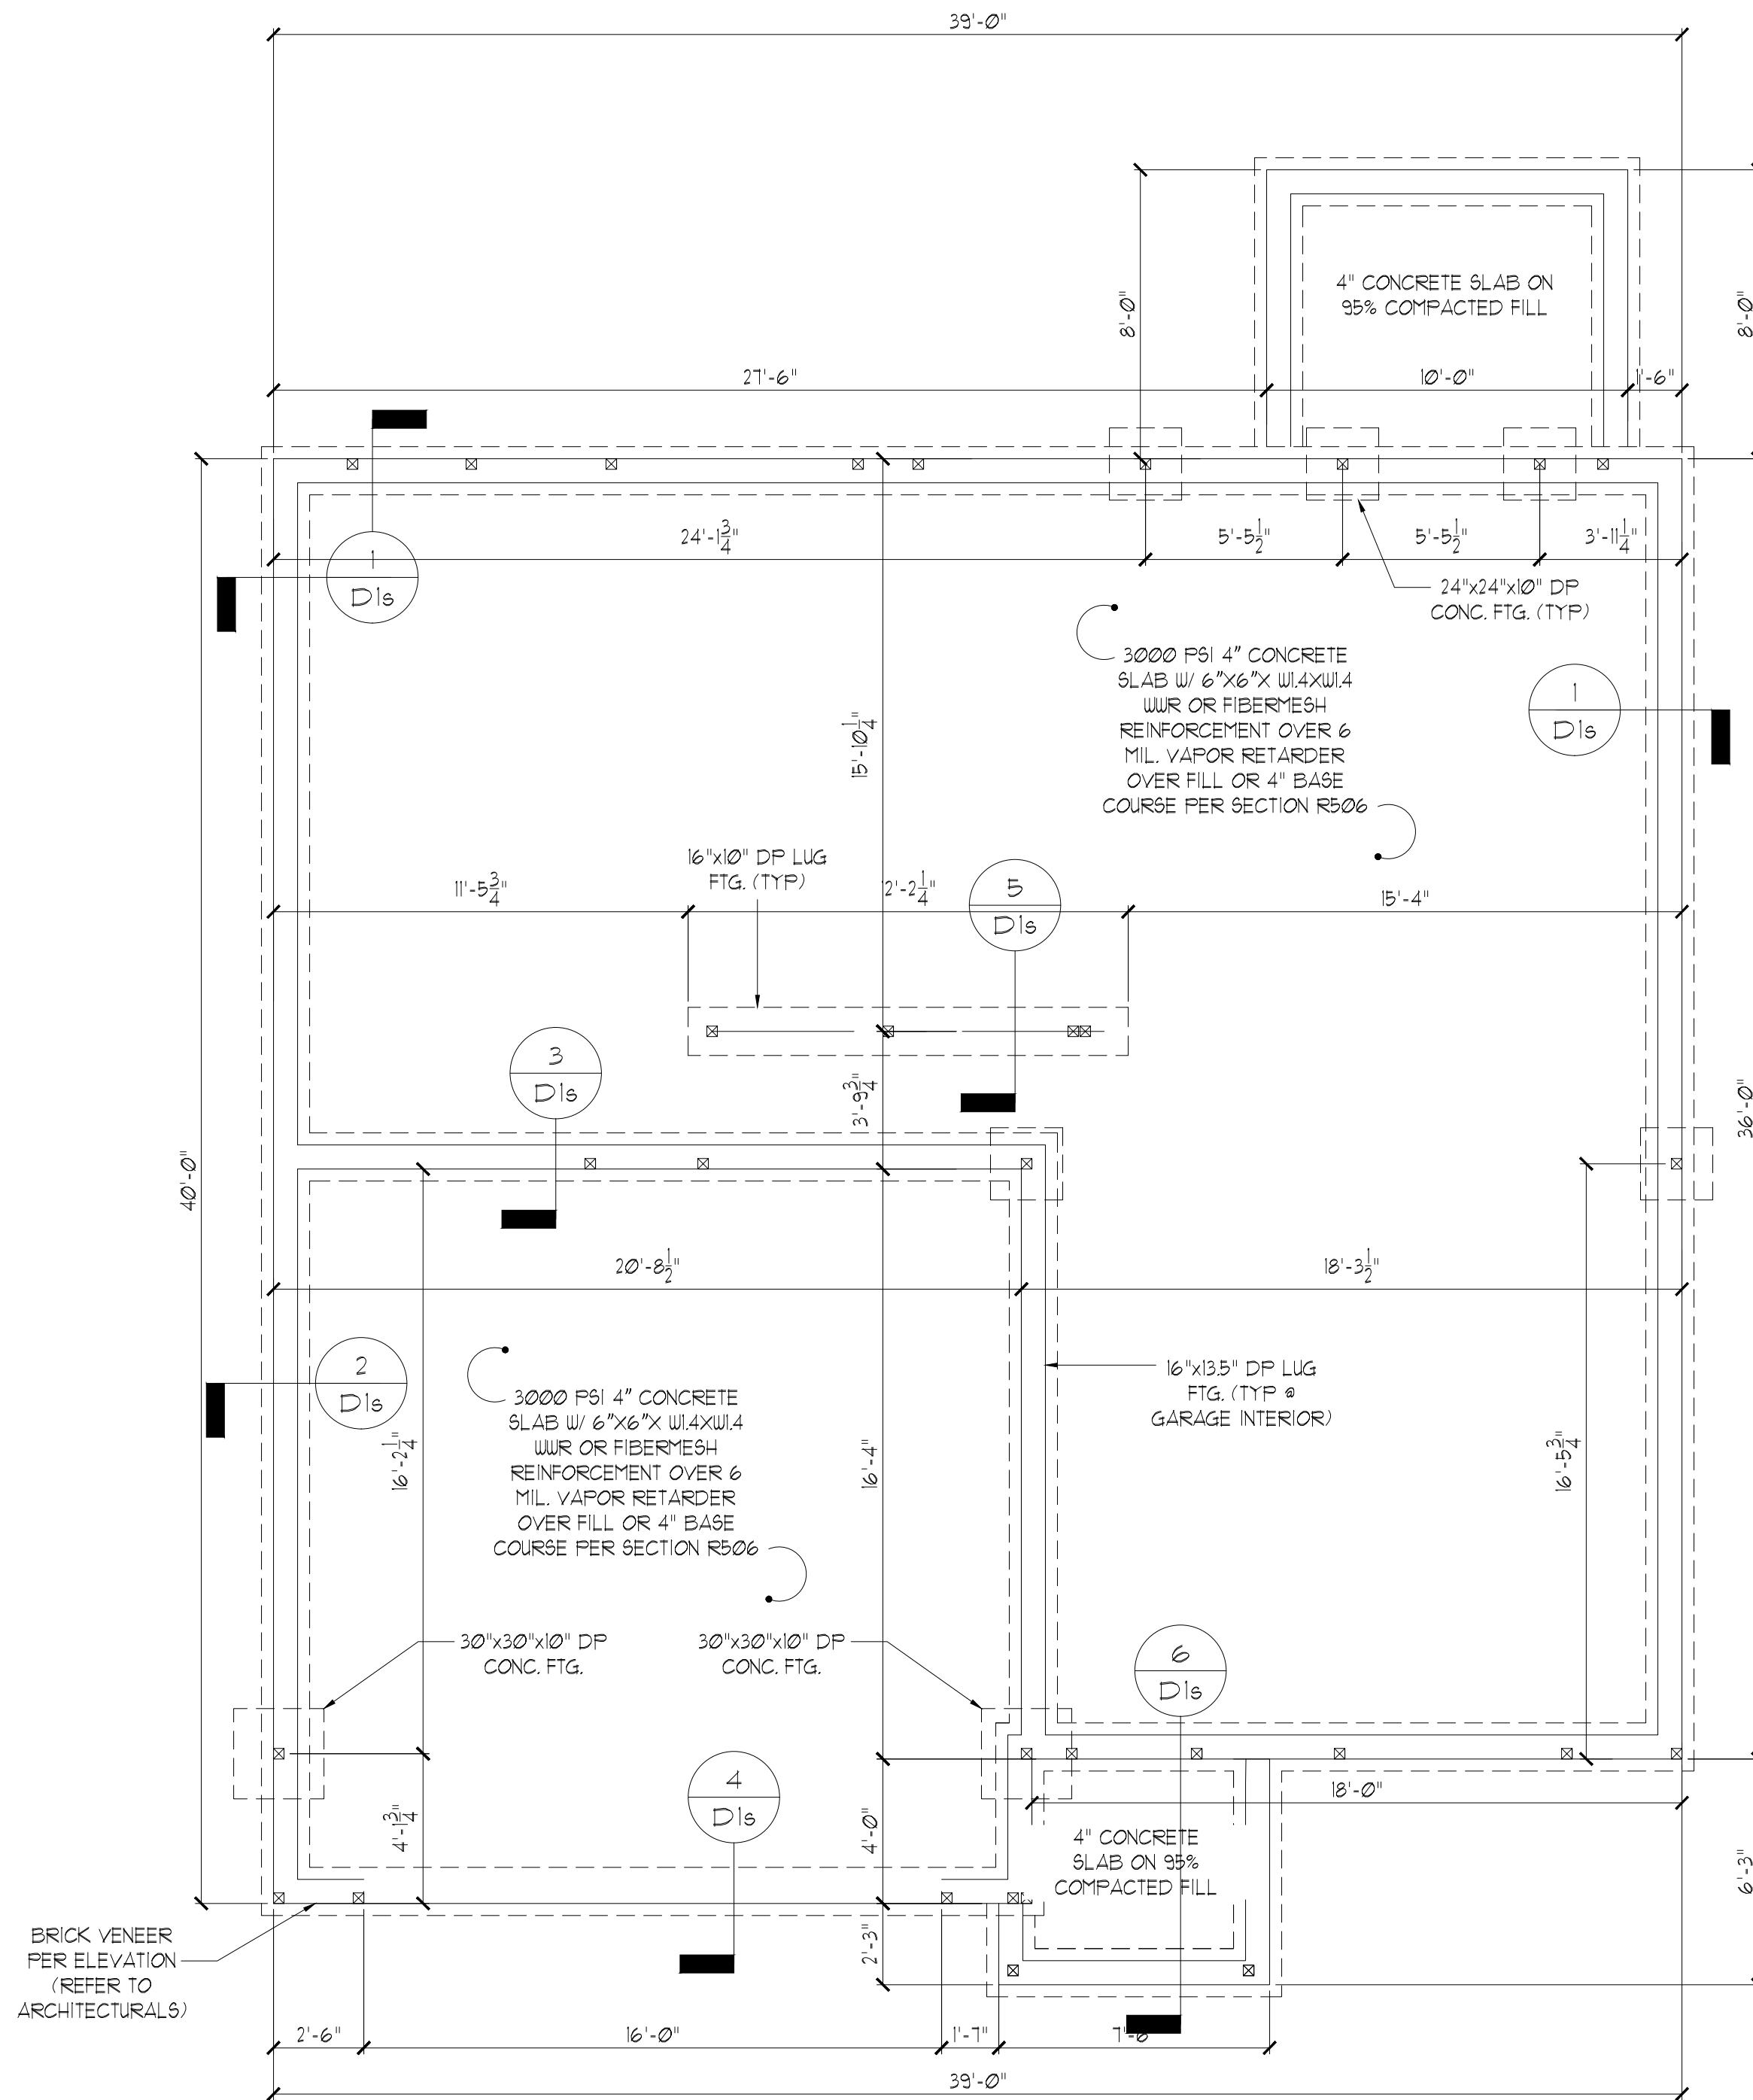 39'-0"
4" CONCRETE SLAB ON
95% COMPACTED FILL
8'-0"
8'-0"
27'-6"
10'-0"
1'-6"
24'-1 3/4"
5'-5 1/2"
5'-5 1/2"
3'-11 1/4"
1
D1s
24"x24"x10" DP
CONC. FTG. (TYP)
3000 PSI 4" CONCRETE
SLAB W/ 6"X6"X W1.4XW1.4
WWR OR FIBERMESH
REINFORCEMENT OVER 6
MIL. VAPOR RETARDER
OVER FILL OR 4" BASE
COURSE PER SECTION R506
1
D1s
15'-10 1/4"
16"x10" DP LUG
FTG. (TYP)
11'-5 3/4"
12'-2 1/4"
5
D1s
15'-4"
3
D1s
3'-9 3/4"
36'-0"
40'-0"
20'-8 1/2"
18'-3 1/2"
2
D1s
16'-2 1/4"
3000 PSI 4" CONCRETE
SLAB W/ 6"X6"X W1.4XW1.4
WWR OR FIBERMESH
REINFORCEMENT OVER 6
MIL. VAPOR RETARDER
OVER FILL OR 4" BASE
COURSE PER SECTION R506
16'-4"
16"x13.5" DP LUG
FTG. (TYP @
GARAGE INTERIOR)
16'-5 3/4"
30"x30"x10" DP
CONC. FTG.
30"x30"x10" DP
CONC. FTG.
6
D1s
4
D1s
18'-0"
4'-1 3/4"
4'-0"
4" CONCRETE
SLAB ON 95%
COMPACTED FILL
6'-3"
BRICK VENEER
PER ELEVATION
(REFER TO
ARCHITECTURALS)
2'-3"
2'-6"
16'-0"
1'-7"
7'-6"
39'-0"